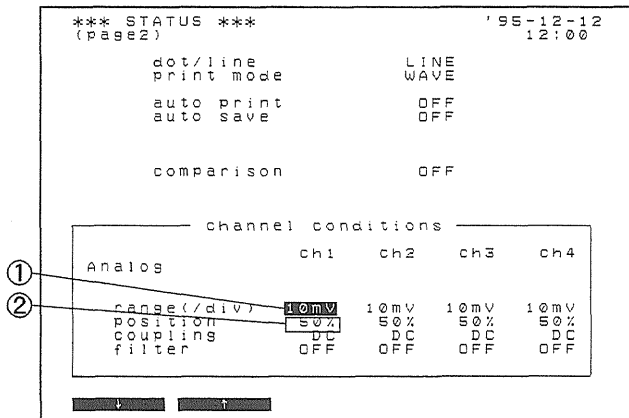 *** STATUS *** '95-12-12
(page2) 12:00
dot/line LINE
print mode WAVE
auto print OFF
auto save OFF
comparison OFF
channel conditions
ch1 ch2 ch3 ch4
Analog
① range(/div) 10mV 10mV 10mV 10mV
② position 50% 50% 50% 50%
coupling DC DC DC DC
filter OFF OFF OFF OFF
↓ ↑